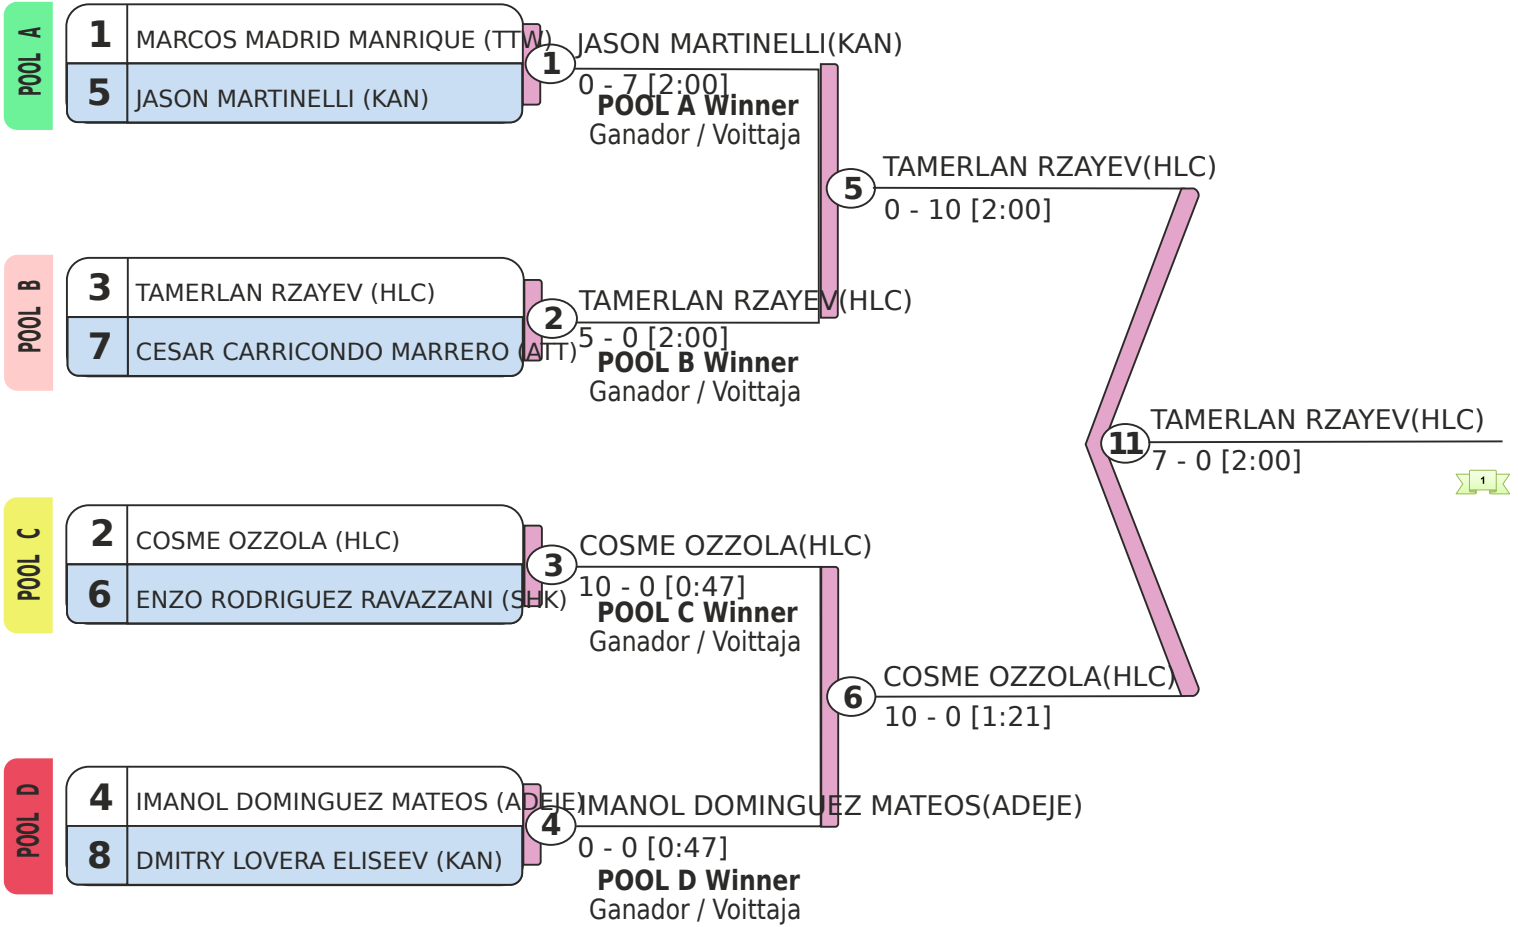 POOL A
1 MARCOS MADRID MANRIQUE (TTW)
5 JASON MARTINELLI (KAN)
1
JASON MARTINELLI(KAN)
0 - 7 [2:00]
POOL A Winner
Ganador / Voittaja
POOL B
3 TAMERLAN RZAYEV (HLC)
7 CESAR CARRICONDO MARRERO (ATT)
2
TAMERLAN RZAYEV(HLC)
5 - 0 [2:00]
POOL B Winner
Ganador / Voittaja
5
TAMERLAN RZAYEV(HLC)
0 - 10 [2:00]
POOL C
2 COSME OZZOLA (HLC)
6 ENZO RODRIGUEZ RAVAZZANI (SHK)
3
COSME OZZOLA(HLC)
10 - 0 [0:47]
POOL C Winner
Ganador / Voittaja
POOL D
4 IMANOL DOMINGUEZ MATEOS (ADEJE)
8 DMITRY LOVERA ELISEEV (KAN)
4
IMANOL DOMINGUEZ MATEOS(ADEJE)
0 - 0 [0:47]
POOL D Winner
Ganador / Voittaja
6
COSME OZZOLA(HLC)
10 - 0 [1:21]
11
TAMERLAN RZAYEV(HLC)
7 - 0 [2:00]
1